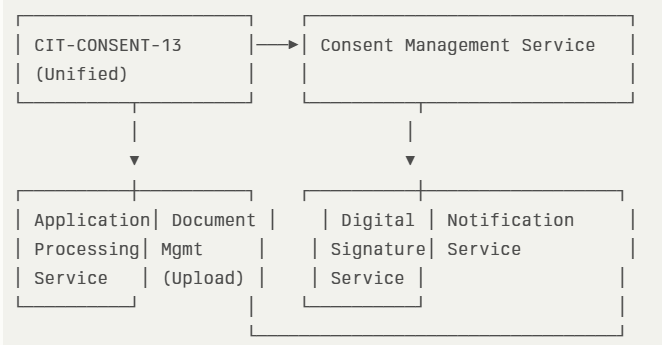 CIT-CONSENT-13
(Unified)
Consent Management Service
Application
Processing
Service
Document
Mgmt
(Upload)
Digital
Signature
Service
Notification
Service